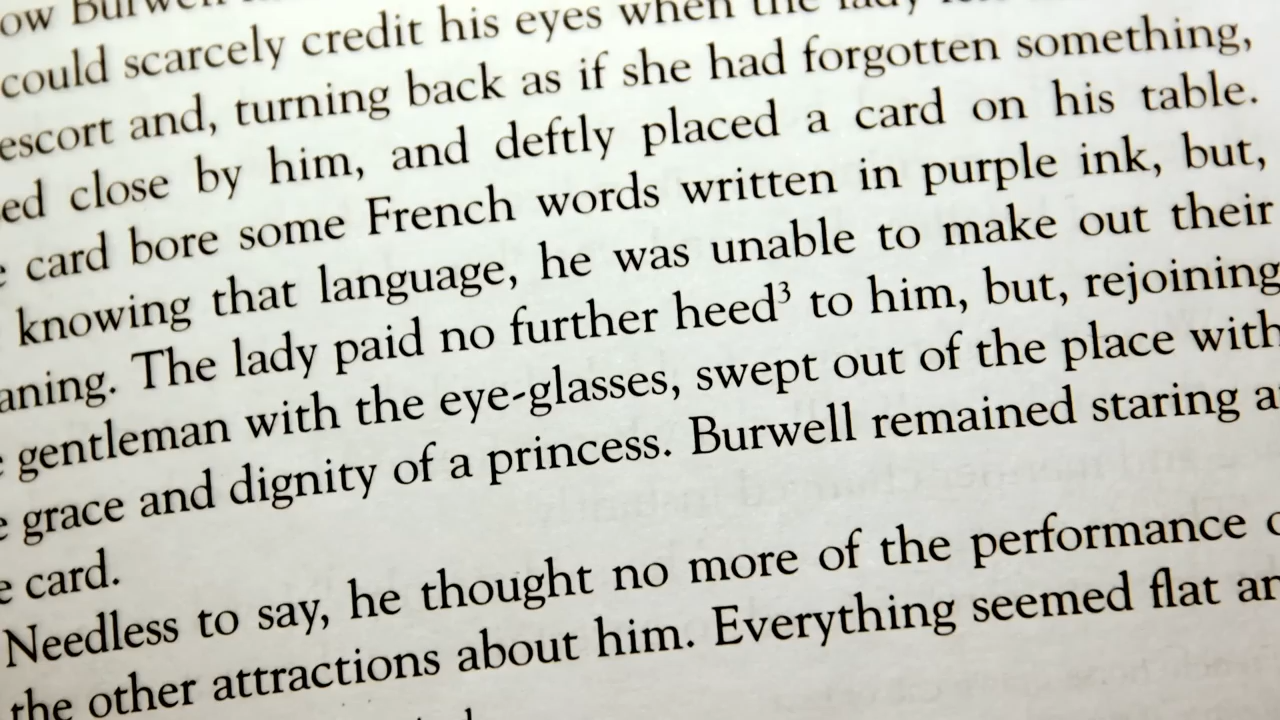 ow Burwell
could scarcely credit his eyes when the lady
escort and, turning back as if she had forgotten something,
ed close by him, and deftly placed a card on his table.
card bore some French words written in purple ink, but,
knowing that language, he was unable to make out their
aning. The lady paid no further heed³ to him, but, rejoining
gentleman with the eye-glasses, swept out of the place with
grace and dignity of a princess. Burwell remained staring a
e card.
Needless to say, he thought no more of the performance
the other attractions about him. Everything seemed flat an